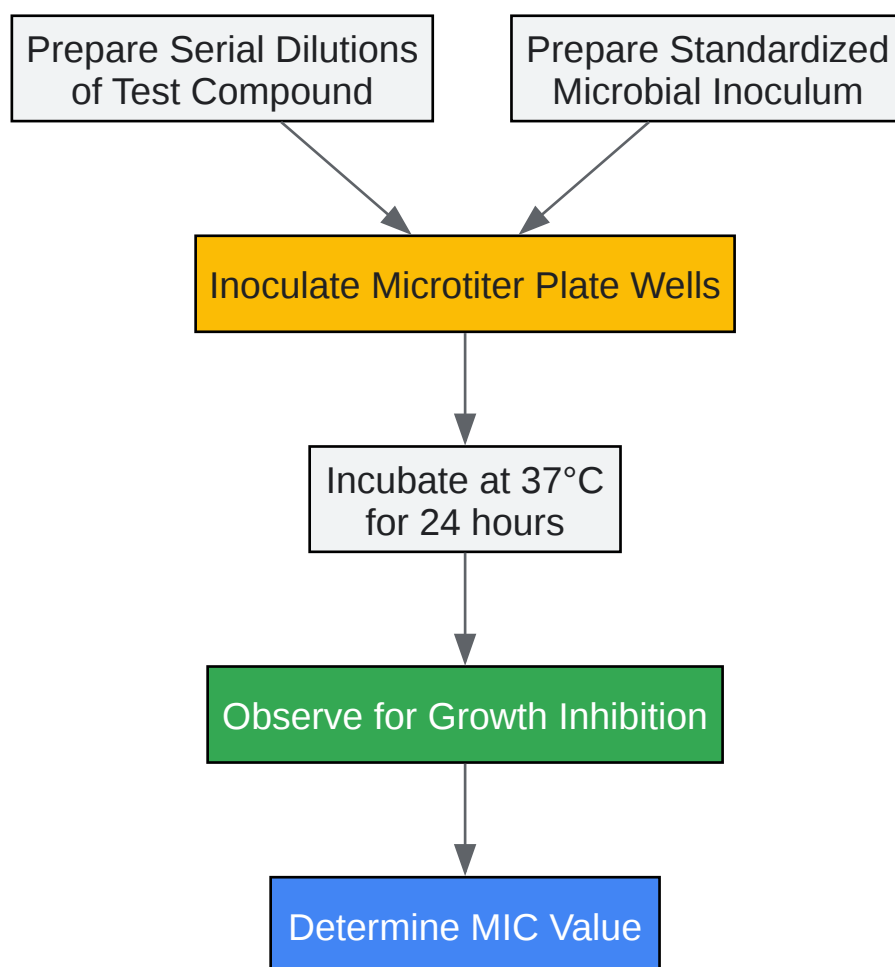 Prepare Serial Dilutions
of Test Compound
Prepare Standardized
Microbial Inoculum
Inoculate Microtiter Plate Wells
Incubate at 37°C
for 24 hours
Observe for Growth Inhibition
Determine MIC Value